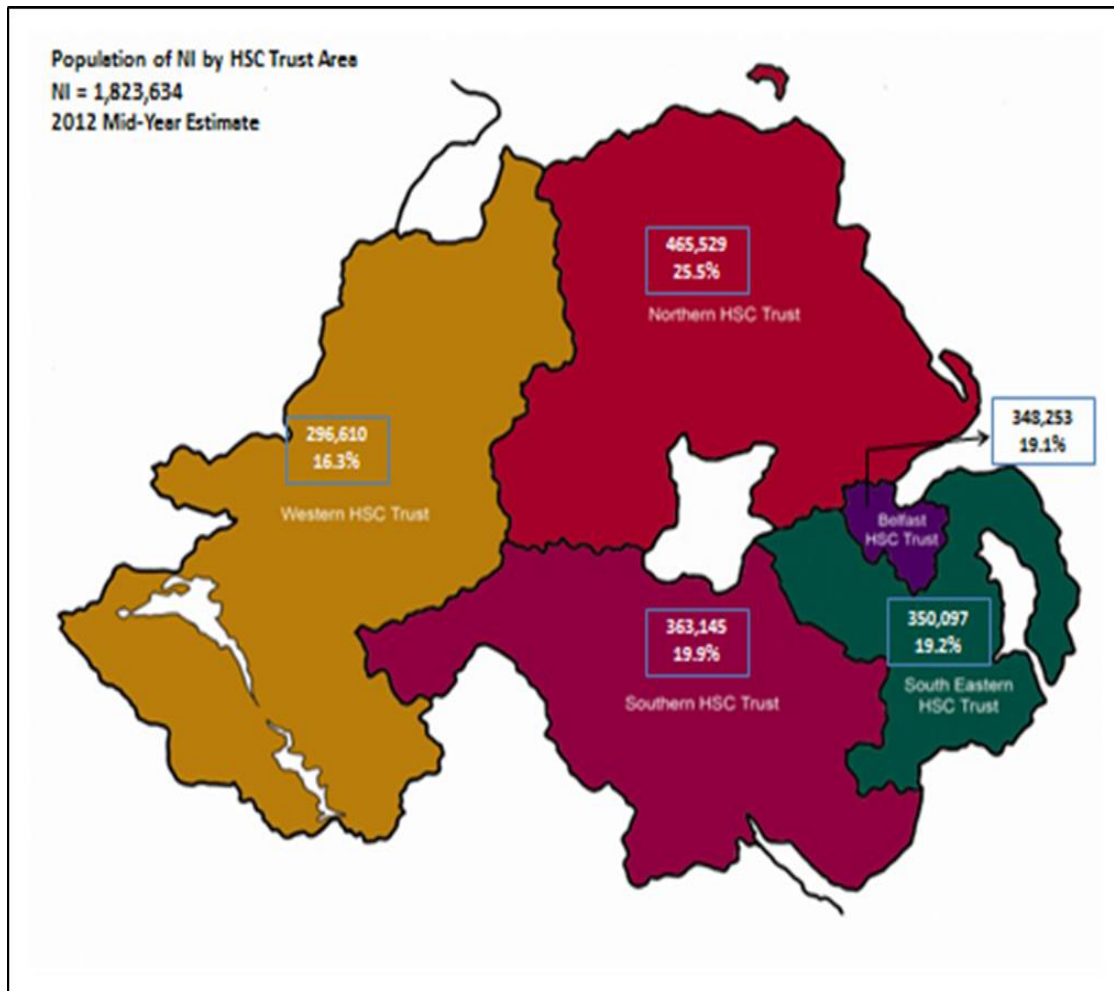 Population of NI by HSC Trust Area
NI = 1,823,634
2012 Mid-Year Estimate
465,529
25.5%
Northern HSC Trust
348,253
19.1%
296,610
16.3%
Western HSC Trust
Belfast
HSC Trust
363,145
19.9%
Southern HSC Trust
350,097
19.2%
South Eastern
HSC Trust